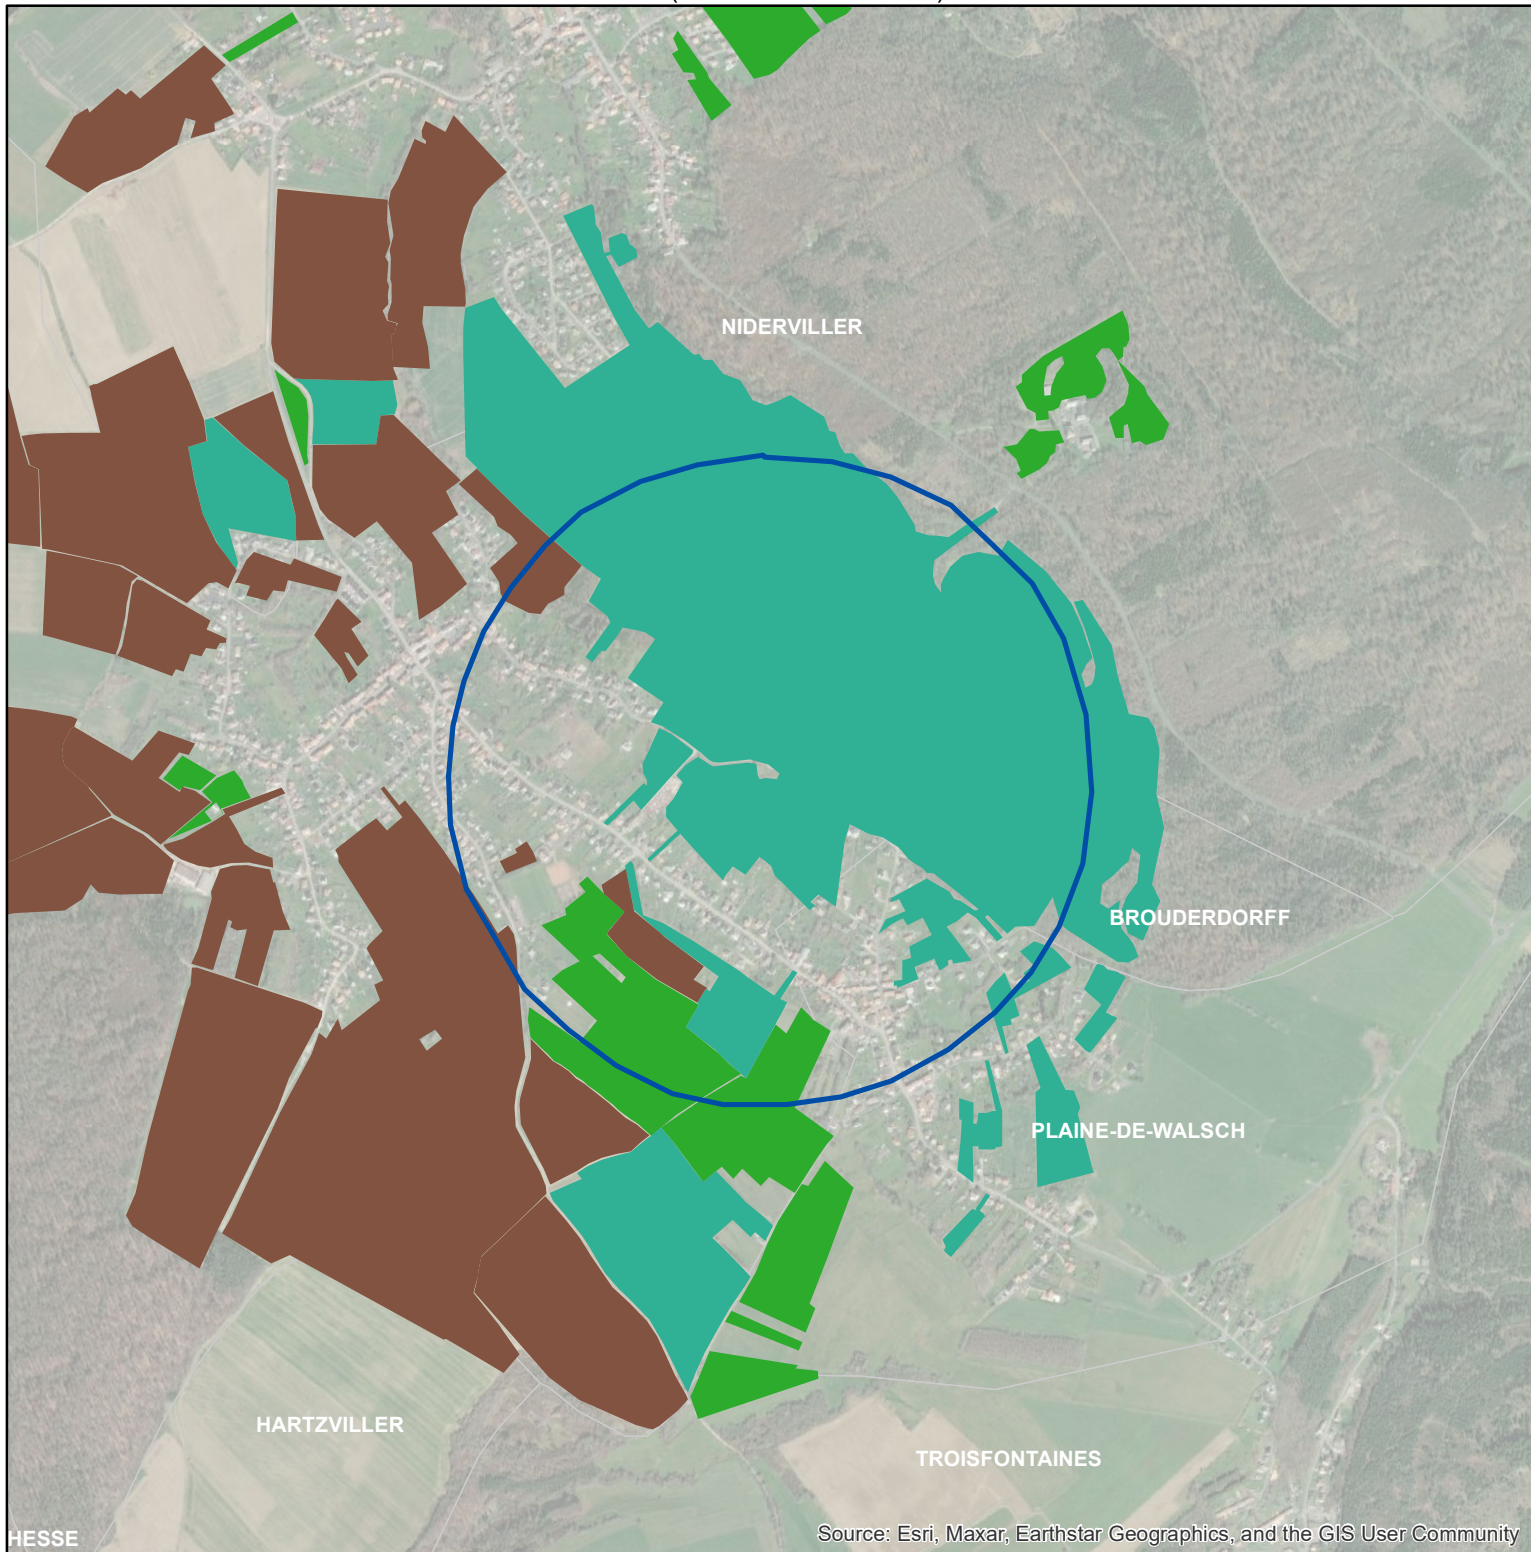 NIDERVILLER
BROUDERDORFF
PLAINE-DE-WALSCH
HARTZVILLER
TROISFONTAINES
HESSE
Source: Esri, Maxar, Earthstar Geographics, and the GIS User Community